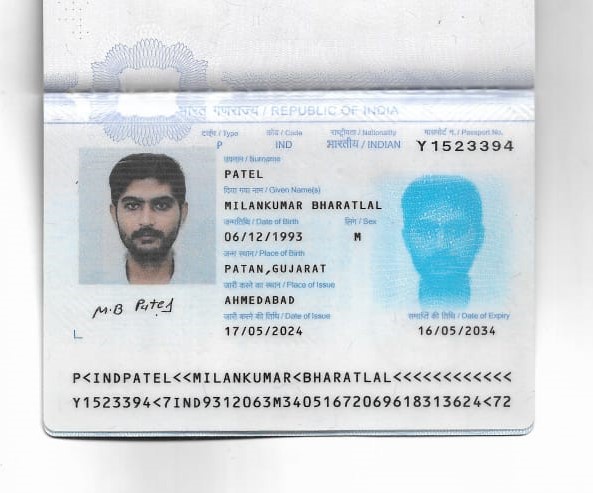 भारत गणराज्य / REPUBLIC OF INDIA
टाईप / Type कोड / Code राष्ट्रीयता / Nationality पासपोर्ट न. / Passport No.
P IND भारतीय / INDIAN Y1523394
उपनाम / Surname
PATEL
दिया गया नाम / Given Name(s)
MILANKUMAR BHARATLAL
जन्मतिथि / Date of Birth लिंग / Sex
06/12/1993 M
जन्म स्थान / Place of Birth
PATAN,GUJARAT
जारी करने का स्थान / Place of Issue
AHMEDABAD
M.B Patel
जारी करने की तिथि / Date of Issue समाप्ति की तिथि / Date of Expiry
17/05/2024 16/05/2034
P<INDPATEL<<MILANKUMAR<BHARATLAL<<<<<<<<<<<<
Y1523394<7IND9312063M34051672069618313624<72